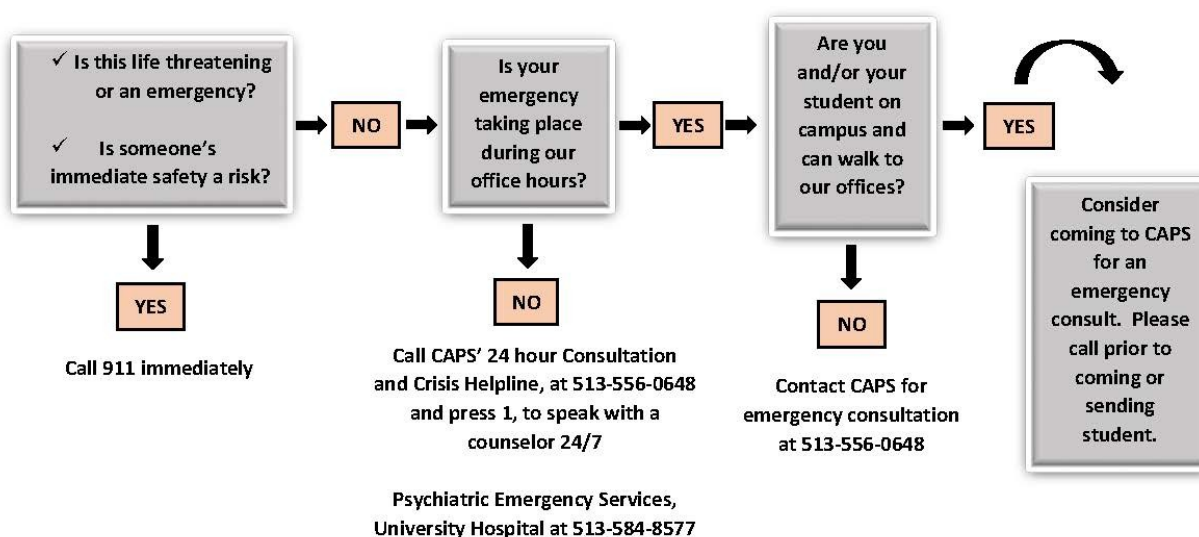 ✓ Is this life threatening
or an emergency?
✓ Is someone's
immediate safety a risk?
YES
Call 911 immediately
NO
Is your
emergency
taking place
during our
office hours?
NO
Call CAPS' 24 hour Consultation
and Crisis Helpline, at 513-556-0648
and press 1, to speak with a
counselor 24/7
Psychiatric Emergency Services,
University Hospital at 513-584-8577
YES
Are you
and/or your
student on
campus and
can walk to
our offices?
NO
Contact CAPS for
emergency consultation
at 513-556-0648
YES
Consider
coming to CAPS
for an
emergency
consult.  Please
call prior to
coming or
sending
student.